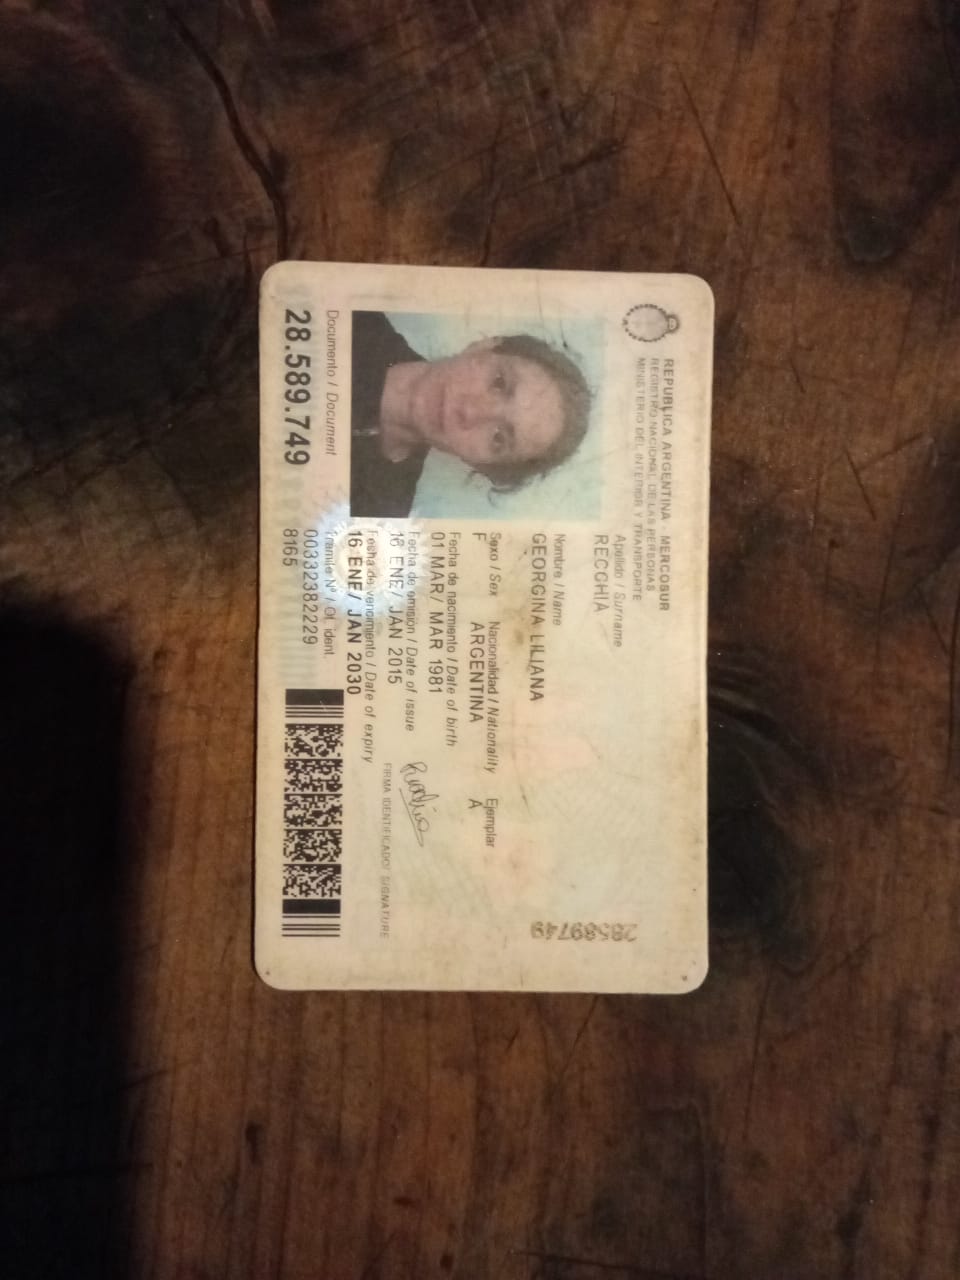 REPUBLICA ARGENTINA - MERCOSUR
REGISTRO NACIONAL DE LAS PERSONAS
MINISTERIO DEL INTERIOR Y TRANSPORTE
Apellido / Surname
RECCHIA
Nombre / Name
GEORGINA LILIANA
Sexo / Sex Nacionalidad / Nationality Ejemplar
F ARGENTINA A
Fecha de nacimiento / Date of birth
01 MAR/ MAR 1981
Fecha de emisión / Date of issue
16 ENE/ JAN 2015
Fecha de vencimiento / Date of expiry
16 ENE/ JAN 2030
FIRMA IDENTIFICADO/ SIGNATURE
Documento / Document
28.589.749
Trámite Nº / Of. ident.
00332382229
8165
28589749